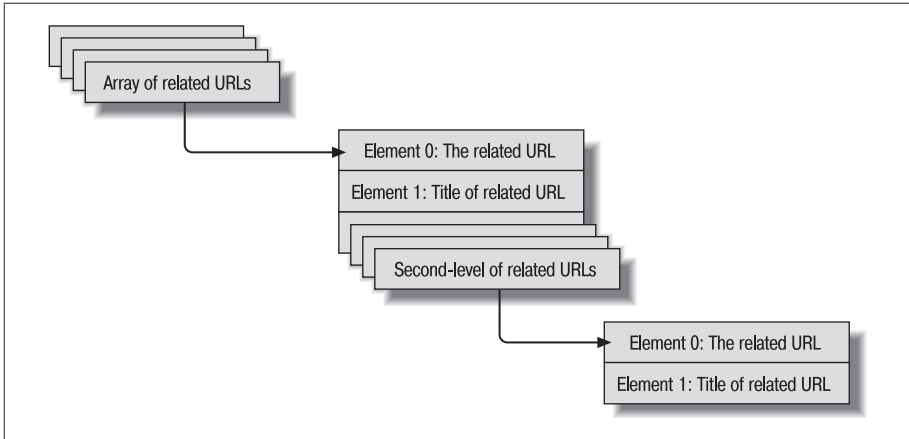 Array of related URLs
Element 0: The related URL
Element 1: Title of related URL
Second-level of related URLs
Element 0: The related URL
Element 1: Title of related URL